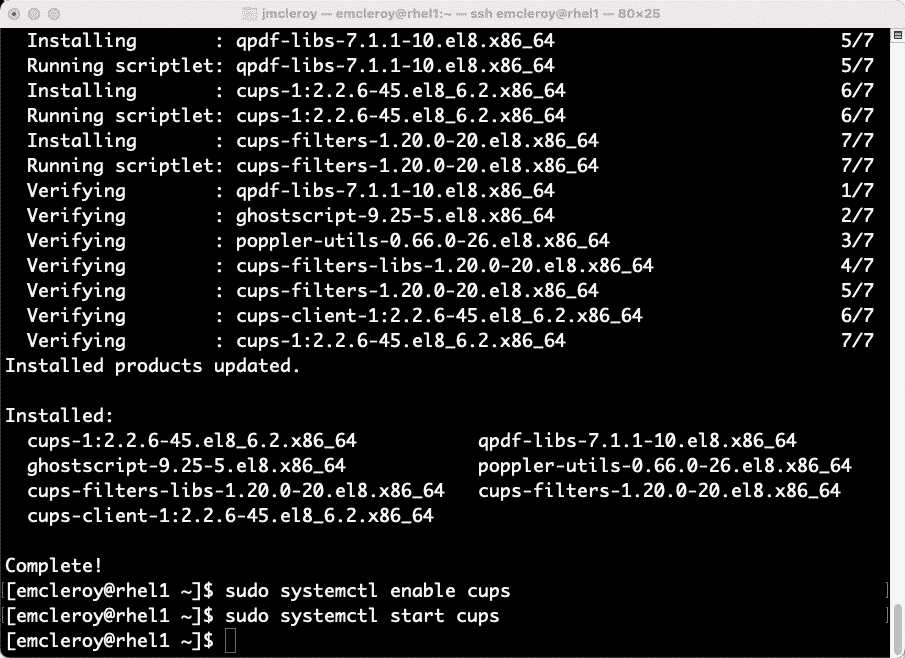 jmcleroy — emcleroy@rhel1:~ — ssh emcleroy@rhel1 — 80×25
Installing : qpdf-libs-7.1.1-10.el8.x86_64 5/7
Running scriptlet: qpdf-libs-7.1.1-10.el8.x86_64 5/7
Installing : cups-1:2.2.6-45.el8_6.2.x86_64 6/7
Running scriptlet: cups-1:2.2.6-45.el8_6.2.x86_64 6/7
Installing : cups-filters-1.20.0-20.el8.x86_64 7/7
Running scriptlet: cups-filters-1.20.0-20.el8.x86_64 7/7
Verifying : qpdf-libs-7.1.1-10.el8.x86_64 1/7
Verifying : ghostscript-9.25-5.el8.x86_64 2/7
Verifying : poppler-utils-0.66.0-26.el8.x86_64 3/7
Verifying : cups-filters-libs-1.20.0-20.el8.x86_64 4/7
Verifying : cups-filters-1.20.0-20.el8.x86_64 5/7
Verifying : cups-client-1:2.2.6-45.el8_6.2.x86_64 6/7
Verifying : cups-1:2.2.6-45.el8_6.2.x86_64 7/7
Installed products updated.
Installed:
cups-1:2.2.6-45.el8_6.2.x86_64 qpdf-libs-7.1.1-10.el8.x86_64
ghostscript-9.25-5.el8.x86_64 poppler-utils-0.66.0-26.el8.x86_64
cups-filters-libs-1.20.0-20.el8.x86_64 cups-filters-1.20.0-20.el8.x86_64
cups-client-1:2.2.6-45.el8_6.2.x86_64
Complete!
[emcleroy@rhel1 ~]$ sudo systemctl enable cups
[emcleroy@rhel1 ~]$ sudo systemctl start cups
[emcleroy@rhel1 ~]$